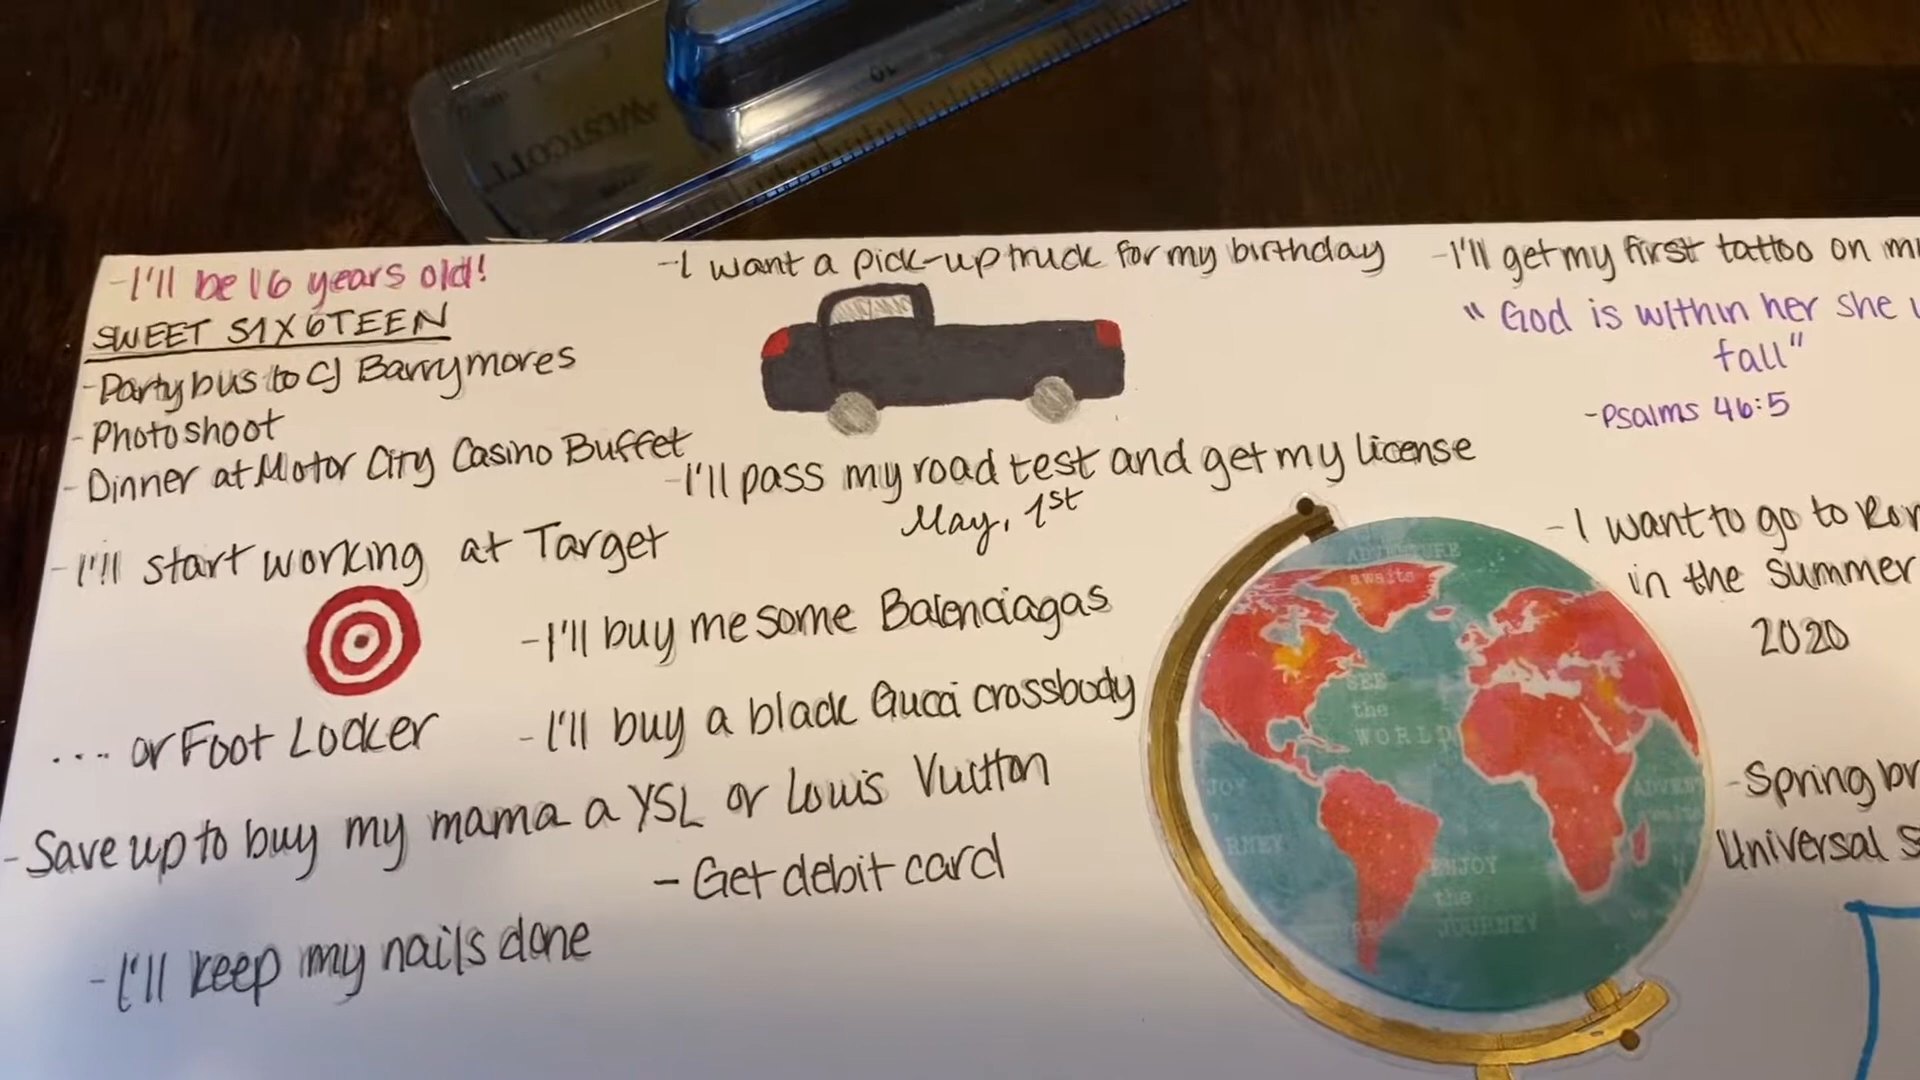 WESTCOTT
10
-I'll be 16 years old!
SWEET S1X6TEEN
-Party bus to CJ Barrymores
-Photoshoot
-Dinner at Motor City Casino Buffet
-I want a pick-up truck for my birthday
-I'll pass my road test and get my license
May, 1st
-I'll get my first tattoo on
"God is within her she
fall"
-Psalms 46:5
-I'll start working at Target
.... or Foot Locker
-I'll buy me some Balenciagas
-I'll buy a black Gucci crossbody
-Save up to buy my mama a YSL or Louis Vuitton
-Get debit card
-I'll keep my nails done
ADVENTURE
awaits
SEE
the
WORLD
JOY
RNEY
ENJOY
the
JOURNEY
-I want to go to
in the summer
2020
-Spring
Universal